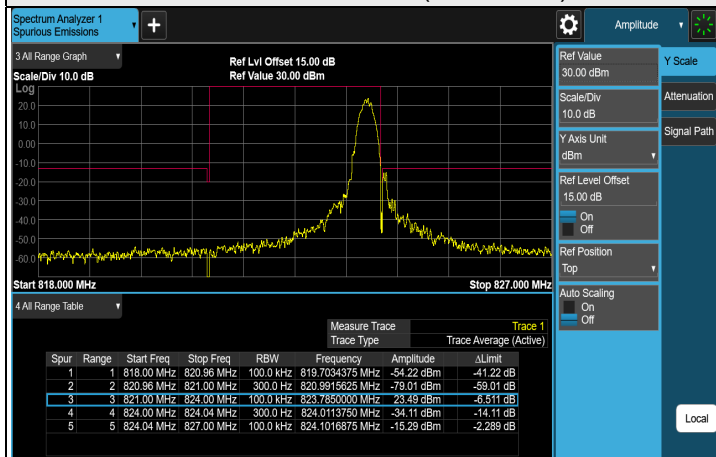 Spectrum Analyzer 1
Spurious Emissions
+
Amplitude
3 All Range Graph
Ref Lvl Offset 15.00 dB
Scale/Div 10.0 dB
Ref Value 30.00 dBm
Log
20.0
10.0
0.00
-10.0
-20.0
-30.0
-40.0
-50.0
-60.0
Start 818.000 MHz
Stop 827.000 MHz
4 All Range Table
Measure Trace Trace 1
Trace Type Trace Average (Active)
Spur Range Start Freq Stop Freq RBW Frequency Amplitude ΔLimit
1 1 818.00 MHz 820.96 MHz 100.0 kHz 819.7034375 MHz -54.22 dBm -41.22 dB
2 2 820.96 MHz 821.00 MHz 300.0 Hz 820.9915625 MHz -79.01 dBm -59.01 dB
3 3 821.00 MHz 824.00 MHz 100.0 kHz 823.7850000 MHz 23.49 dBm -6.511 dB
4 4 824.00 MHz 824.04 MHz 300.0 Hz 824.0113750 MHz -34.11 dBm -14.11 dB
5 5 824.04 MHz 827.00 MHz 100.0 kHz 824.1016875 MHz -15.29 dBm -2.289 dB
Ref Value
30.00 dBm
Scale/Div
10.0 dB
Y Axis Unit
dBm
Ref Level Offset
15.00 dB
On
Off
Ref Position
Top
Auto Scaling
On
Off
Y Scale
Attenuation
Signal Path
Local